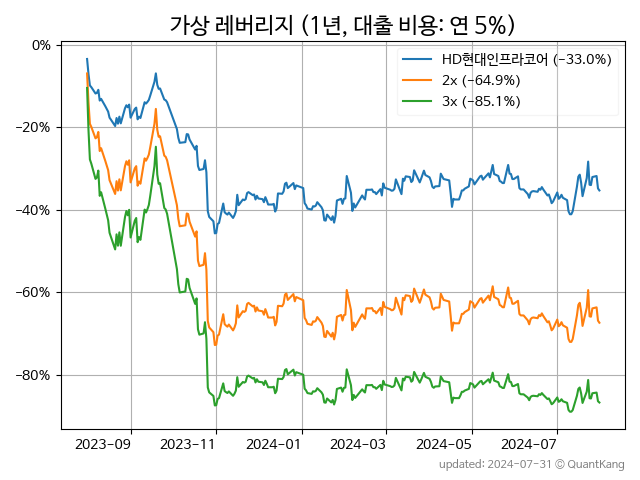 가상 레버리지 (1년, 대출 비용: 연 5%)
HD현대인프라코어 (−33.0%)
2x (−64.9%)
3x (−85.1%)
0%
−20%
−40%
−60%
−80%
2023−09 2023−11 2024−01 2024−03 2024−05 2024−07
updated: 2024-07-31 © QuantKang